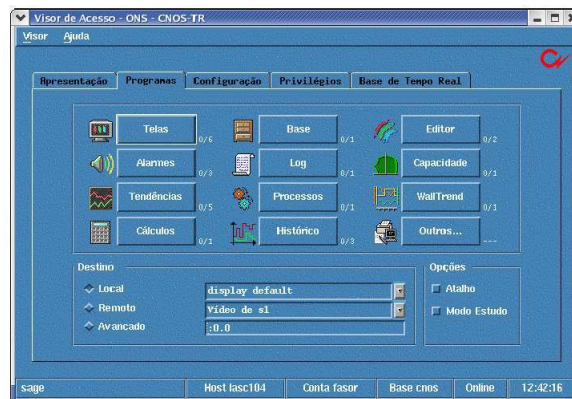 Visor de Acesso - ONS - CNOS-TR
Visor Ajuda
Apresentação Programas Configuração Privilégios Base de Tempo Real
Telas 0/6 Base 0/1 Editor 0/2
Alarmes 0/3 Log 0/1 Capacidade 0/1
Tendências 0/5 Processos 0/1 WallTrend 0/1
Cálculos 0/1 Histórico 0/3 Outros... ---
Destino Opções
Local display default Atalho
Remoto Vídeo de s1 Modo Estudo
Avancado :0.0
sage Host lasc104 Conta fasor Base cnos Online 12:42:16